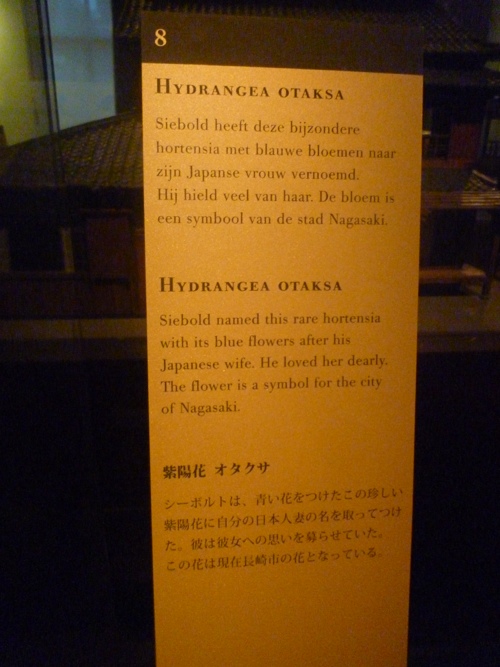 8
HYDRANGEA OTAKSA
Siebold heeft deze bijzondere
hortensia met blauwe bloemen naar
zijn Japanse vrouw vernoemd.
Hij hield veel van haar. De bloem is
een symbool van de stad Nagasaki.
HYDRANGEA OTAKSA
Siebold named this rare hortensia
with its blue flowers after his
Japanese wife. He loved her dearly.
The flower is a symbol for the city
of Nagasaki.
紫陽花 オタクサ
シーボルトは、青い花をつけたこの珍しい
紫陽花に自分の日本人妻の名を取ってつけ
た。彼は彼女への思いを募らせていた。
この花は現在長崎市の花となっている。